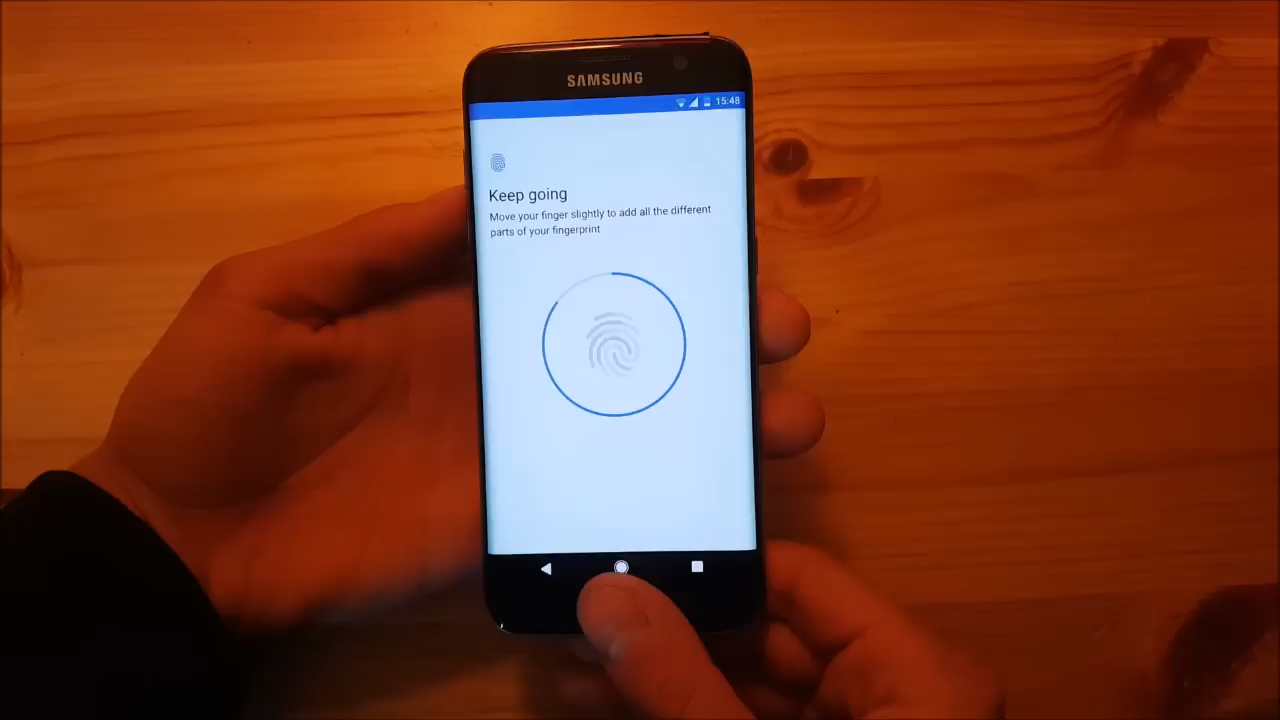 SAMSUNG
15:48
Keep going
Move your finger slightly to add all the different
parts of your fingerprint